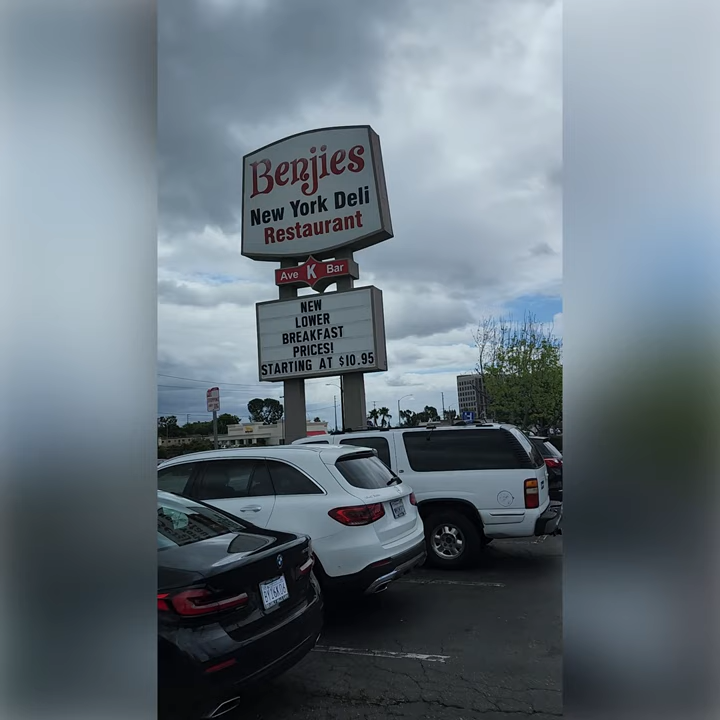 Benjies
New York Deli
Restaurant
Ave K Bar
NEW
LOWER
BREAKFAST
PRICES!
STARTING AT $10.95